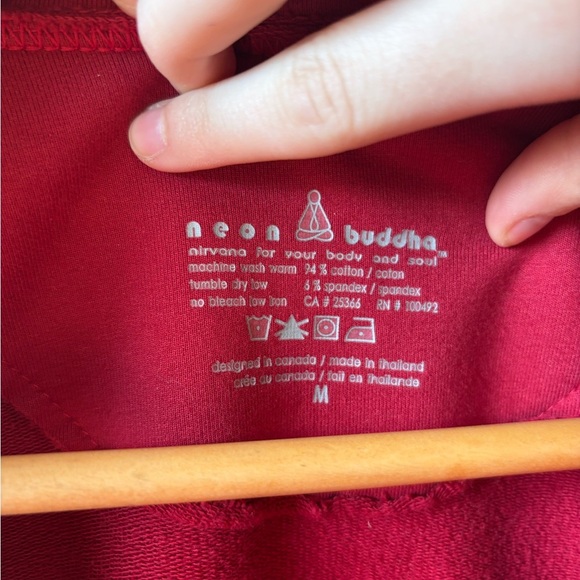 neon buddha
nirvana for your body and soul™
machine wash warm 94% cotton / coton
tumble dry low 6% spandex / spandex
no bleach low iron CA # 25366 RN # 100492
designed in canada / made in thailand
crée au canada / fait en thailande
M